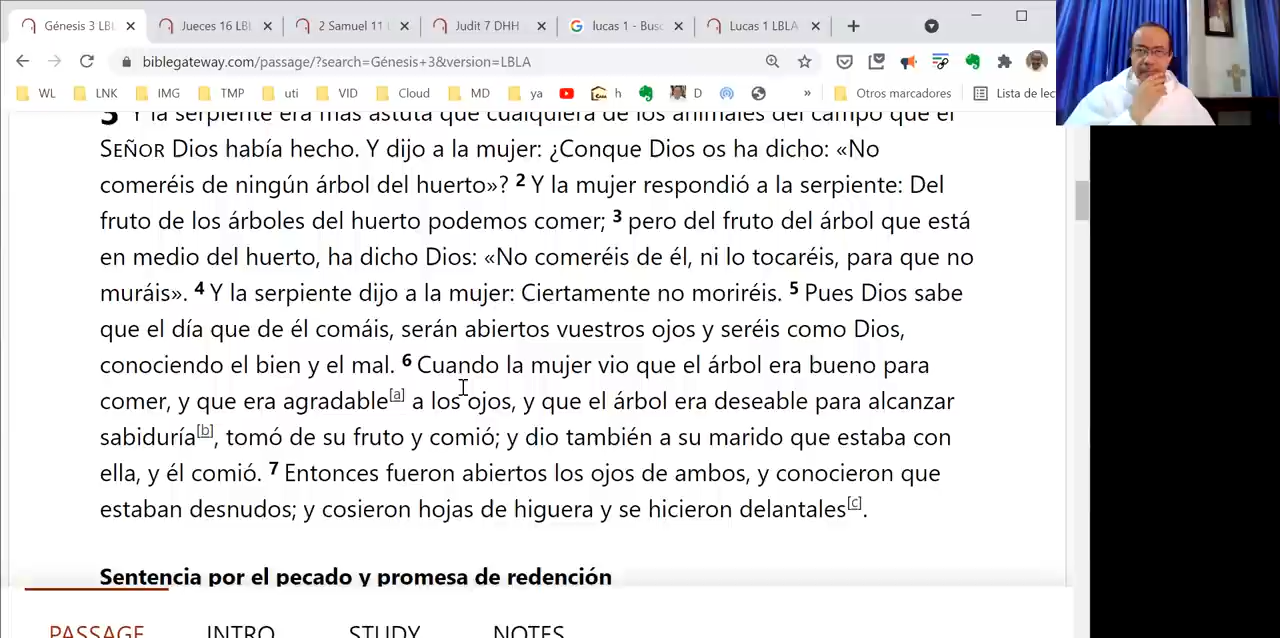 Génesis 3 LBL
Jueces 16 LBL
2 Samuel 11
Judit 7 DHH
lucas 1 - Busc
Lucas 1 LBLA
biblegateway.com/passage/?search=Génesis+3&version=LBLA
WL
LNK
IMG
TMP
uti
VID
Cloud
MD
ya
h
D
»
Otros marcadores
Lista de lec
3 Y la serpiente era más astuta que cualquiera de los animales del campo que el
SEÑOR Dios había hecho. Y dijo a la mujer: ¿Conque Dios os ha dicho: «No
comeréis de ningún árbol del huerto»? 2 Y la mujer respondió a la serpiente: Del
fruto de los árboles del huerto podemos comer; 3 pero del fruto del árbol que está
en medio del huerto, ha dicho Dios: «No comeréis de él, ni lo tocaréis, para que no
muráis». 4 Y la serpiente dijo a la mujer: Ciertamente no moriréis. 5 Pues Dios sabe
que el día que de él comáis, serán abiertos vuestros ojos y seréis como Dios,
conociendo el bien y el mal. 6 Cuando la mujer vio que el árbol era bueno para
comer, y que era agradable[a] a los ojos, y que el árbol era deseable para alcanzar
sabiduría[b], tomó de su fruto y comió; y dio también a su marido que estaba con
ella, y él comió. 7 Entonces fueron abiertos los ojos de ambos, y conocieron que
estaban desnudos; y cosieron hojas de higuera y se hicieron delantales[c].
Sentencia por el pecado y promesa de redención
PASSAGE
INTRO
STUDY
NOTES